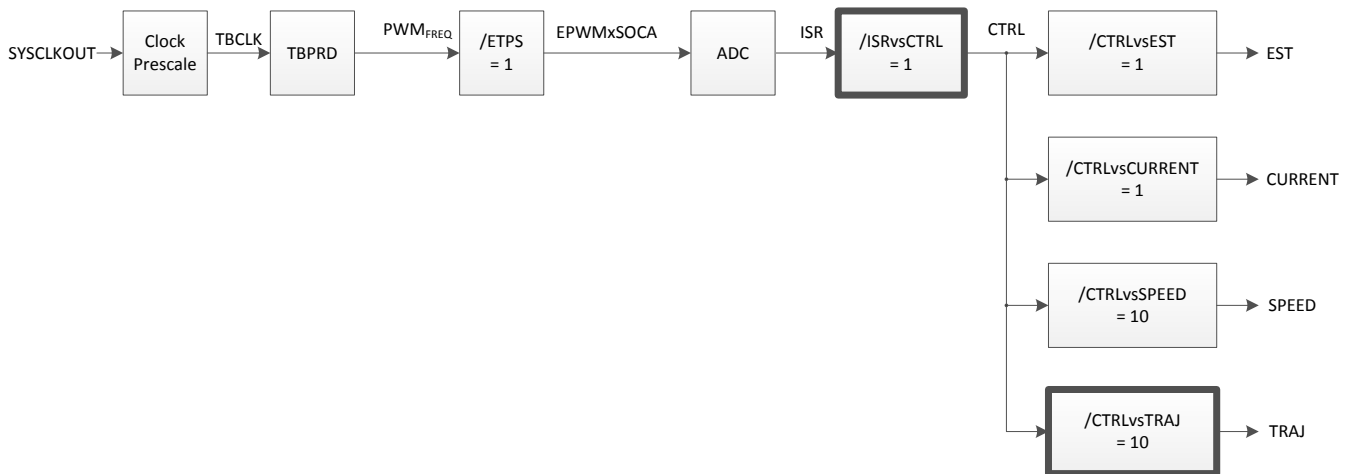 SYSCLKOUT
Clock
Prescale
TBCLK
TBPRD
PWMFREQ
/ETPS
= 1
EPWMxSOCA
ADC
ISR
/ISRvsCTRL
= 1
CTRL
/CTRLvsEST
= 1
EST
/CTRLvsCURRENT
= 1
CURRENT
/CTRLvsSPEED
= 10
SPEED
/CTRLvsTRAJ
= 10
TRAJ